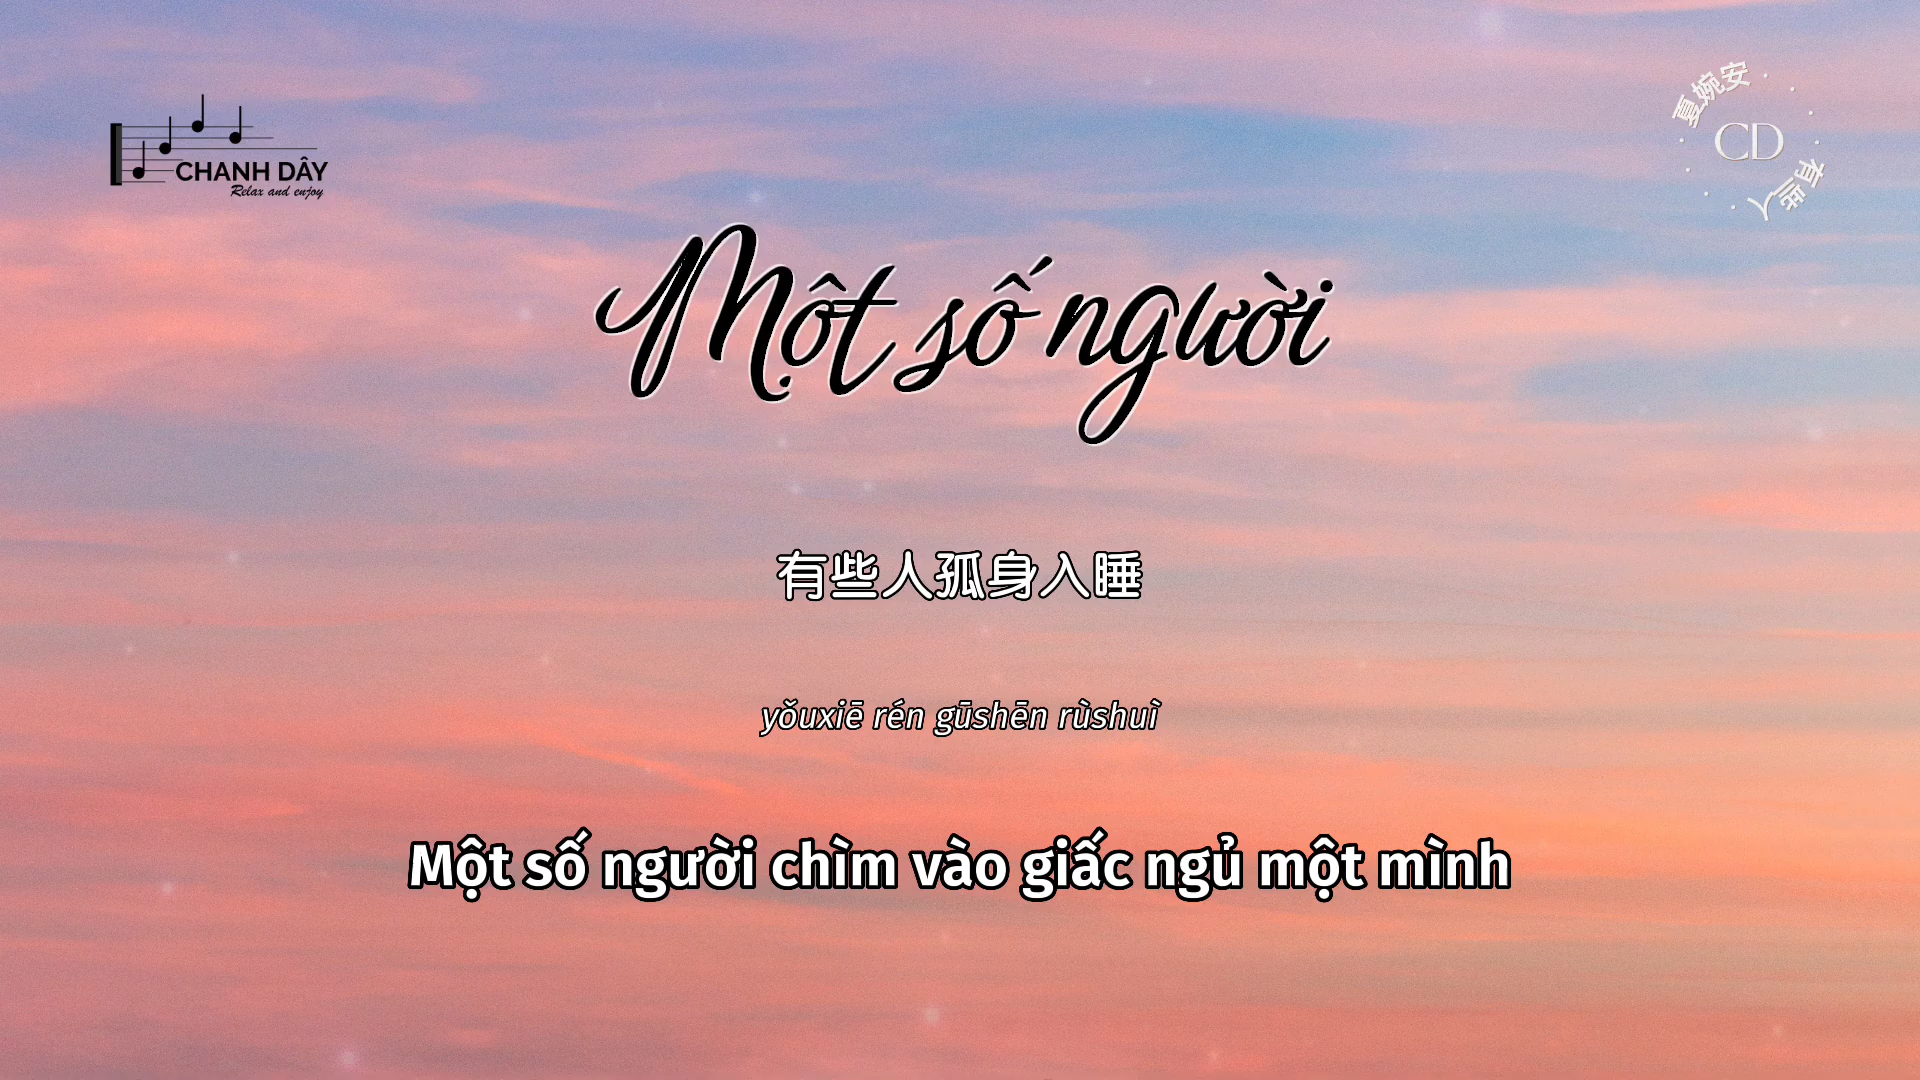 CHANH DÂY
Relax and enjoy
夏婉安
CD
有些人
Một số người
有些人孤身入睡
yǒuxiē rén gūshēn rùshuì
Một số người chìm vào giấc ngủ một mình